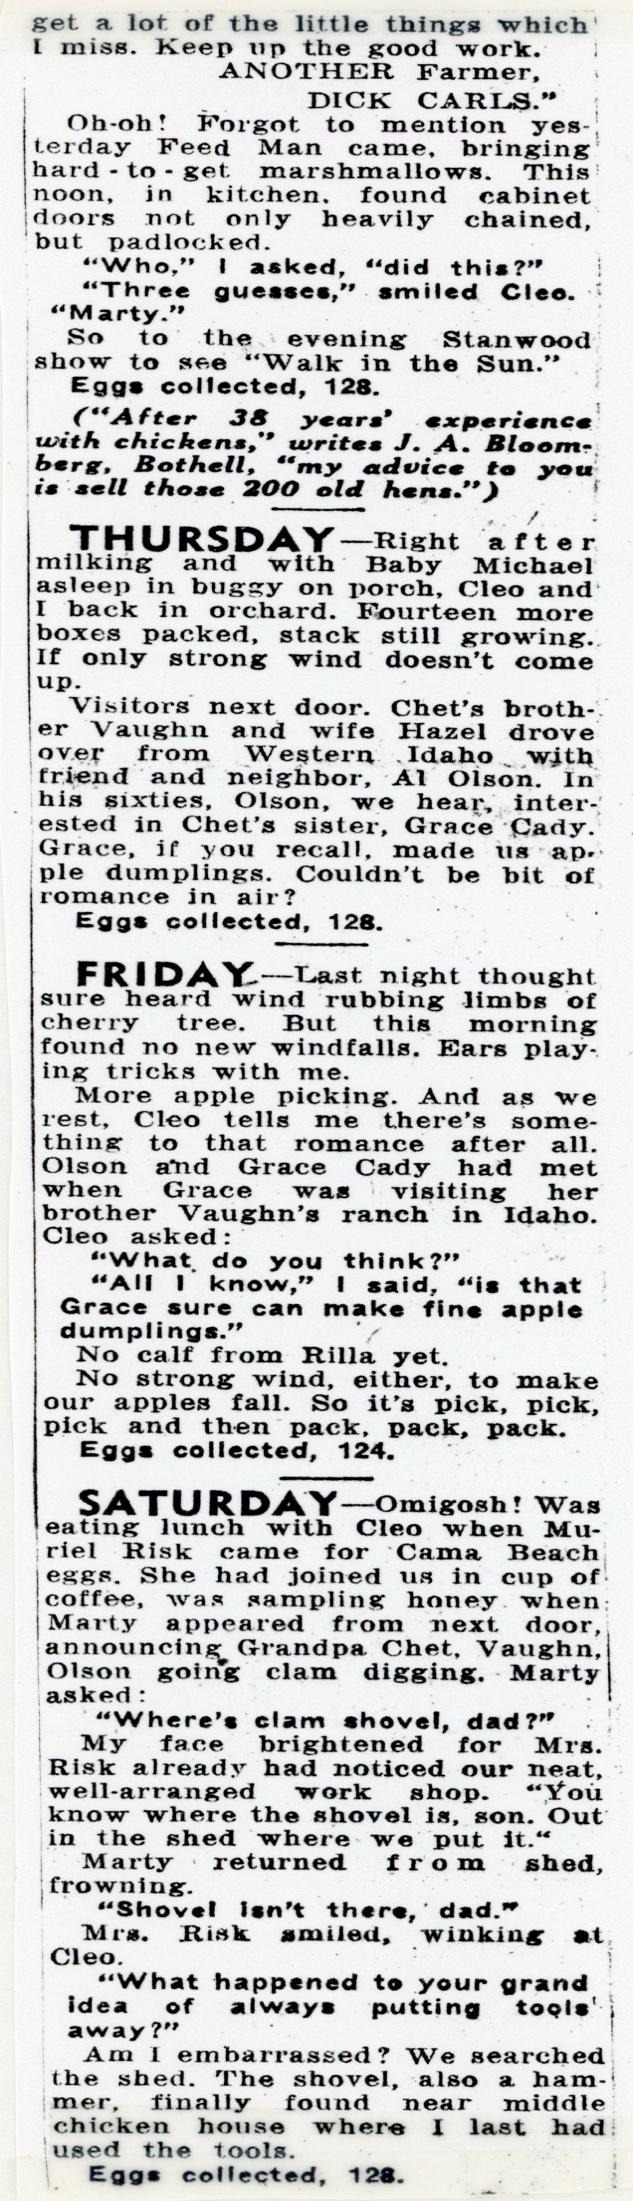 get a lot of the little things which
I miss. Keep up the good work.
ANOTHER Farmer,
DICK CARLS."
Oh-oh! Forgot to mention yes-
terday Feed Man came, bringing
hard-to-get marshmallows. This
noon, in kitchen, found cabinet
doors not only heavily chained,
but padlocked.
"Who," I asked, "did this?"
"Three guesses," smiled Cleo.
"Marty."
So to the evening Stanwood
show to see "Walk in the Sun."
Eggs collected, 128.
("After 38 years' experience
with chickens," writes J. A. Bloom-
berg, Bothell, "my advice to you
is sell those 200 old hens.")
THURSDAY—Right after
milking and with Baby Michael
asleep in buggy on porch, Cleo and
I back in orchard. Fourteen more
boxes packed, stack still growing.
If only strong wind doesn't come
up.
Visitors next door. Chet's broth-
er Vaughn and wife Hazel drove
over from Western Idaho with
friend and neighbor, Al Olson. In
his sixties, Olson, we hear, inter-
ested in Chet's sister, Grace Cady.
Grace, if you recall, made us ap-
ple dumplings. Couldn't be bit of
romance in air?
Eggs collected, 128.
FRIDAY—Last night thought
sure heard wind rubbing limbs of
cherry tree. But this morning
found no new windfalls. Ears play-
ing tricks with me.
More apple picking. And as we
rest, Cleo tells me there's some-
thing to that romance after all.
Olson and Grace Cady had met
when Grace was visiting her
brother Vaughn's ranch in Idaho.
Cleo asked:
"What do you think?"
"All I know," I said, "is that
Grace sure can make fine apple
dumplings."
No calf from Rilla yet.
No strong wind, either, to make
our apples fall. So it's pick, pick,
pick and then pack, pack, pack.
Eggs collected, 124.
SATURDAY—Omigosh! Was
eating lunch with Cleo when Mu-
riel Risk came for Cama Beach
eggs. She had joined us in cup of
coffee, was sampling honey when
Marty appeared from next door,
announcing Grandpa Chet, Vaughn,
Olson going clam digging. Marty
asked:
"Where's clam shovel, dad?"
My face brightened for Mrs.
Risk already had noticed our neat,
well-arranged work shop. "You
know where the shovel is, son. Out
in the shed where we put it."
Marty returned from shed,
frowning.
"Shovel isn't there, dad."
Mrs. Risk smiled, winking at
Cleo.
"What happened to your grand
idea of always putting tools
away?"
Am I embarrassed? We searched
the shed. The shovel, also a ham-
mer, finally found near middle
chicken house where I last had
used the tools.
Eggs collected, 128.